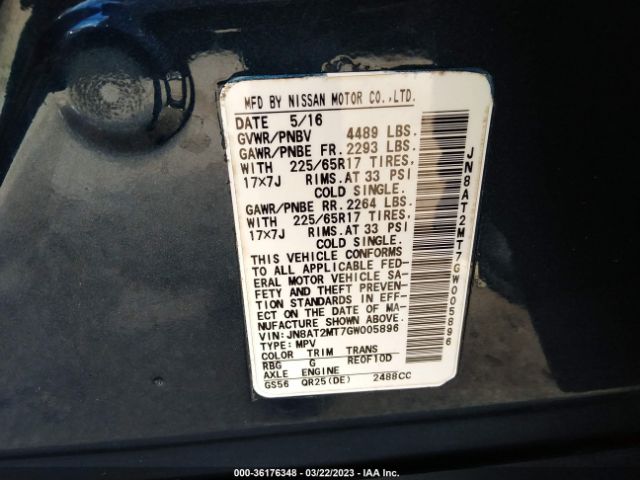 MFD BY NISSAN MOTOR CO.,LTD.
DATE 5/16
GVWR/PNBV 4489 LBS.
GAWR/PNBE FR. 2293 LBS.
WITH 225/65R17 TIRES,
17x7J RIMS.AT 33 PSI
COLD SINGLE.
GAWR/PNBE RR. 2264 LBS.
WITH 225/65R17 TIRES,
17x7J RIMS.AT 33 PSI
COLD SINGLE.
THIS VEHICLE CONFORMS
TO ALL APPLICABLE FED-
ERAL MOTOR VEHICLE SA-
FETY AND THEFT PREVEN-
TION STANDARDS IN EFF-
ECT ON THE DATE OF MA-
NUFACTURE SHOWN ABOVE.
VIN:JN8AT2MT7GW005896
TYPE: MPV
COLOR TRIM TRANS
RBG G RE0F10D
AXLE ENGINE
GS56 QR25(DE) 2488CC
JN8AT2MT7GW005896
000-36176348 - 03/22/2023 - IAA Inc.